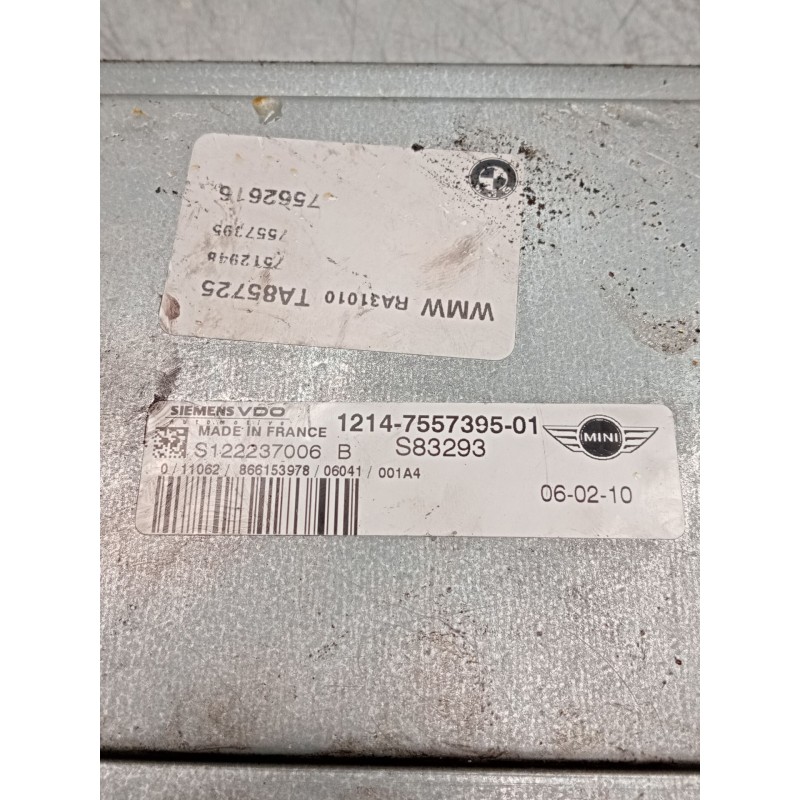 WMW RA31010 TA85725
7512948
7557395
7562616
SIEMENS VDO
Automotive
MADE IN FRANCE
1214-7557395-01
MINI
S122237006 B S83293
0/11062/866153978/06041/001A4
06-02-10